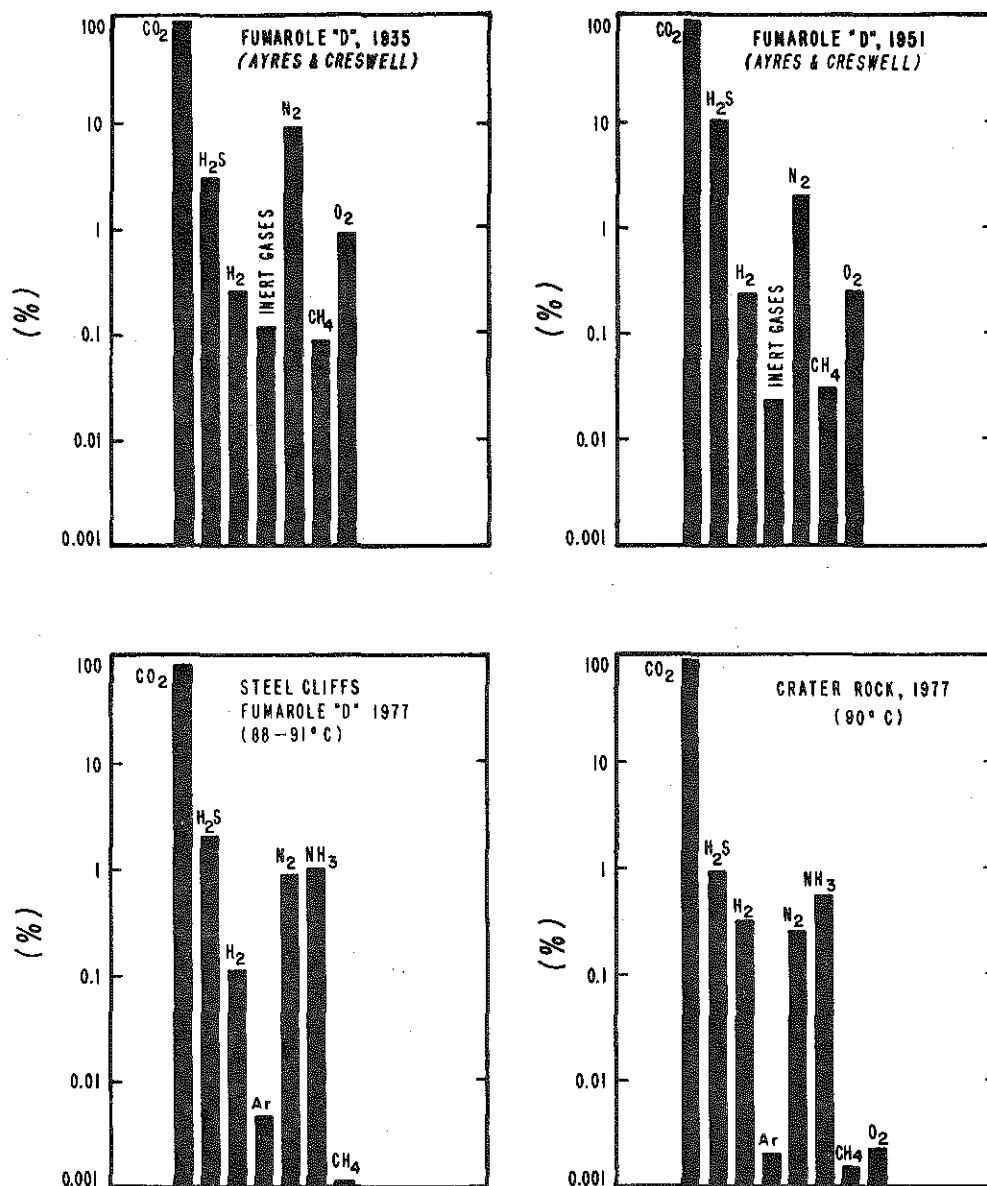 FUMAROLE "D", 1935
(AYRES & CRESWELL)
(%)
100
10
1
0.1
0.01
0.001
CO2
H2S
H2
INERT GASES
N2
CH4
O2
FUMAROLE "D", 1951
(AYRES & CRESWELL)
(%)
100
10
1
0.1
0.01
0.001
CO2
H2S
H2
INERT GASES
N2
CH4
O2
STEEL CLIFFS
FUMAROLE "D" 1977
(88-91° C)
(%)
100
10
1
0.1
0.01
0.001
CO2
H2S
H2
Ar
N2
NH3
CH4
CRATER ROCK, 1977
(90° C)
(%)
100
10
1
0.1
0.01
0.001
CO2
H2S
H2
Ar
N2
NH3
CH4
O2